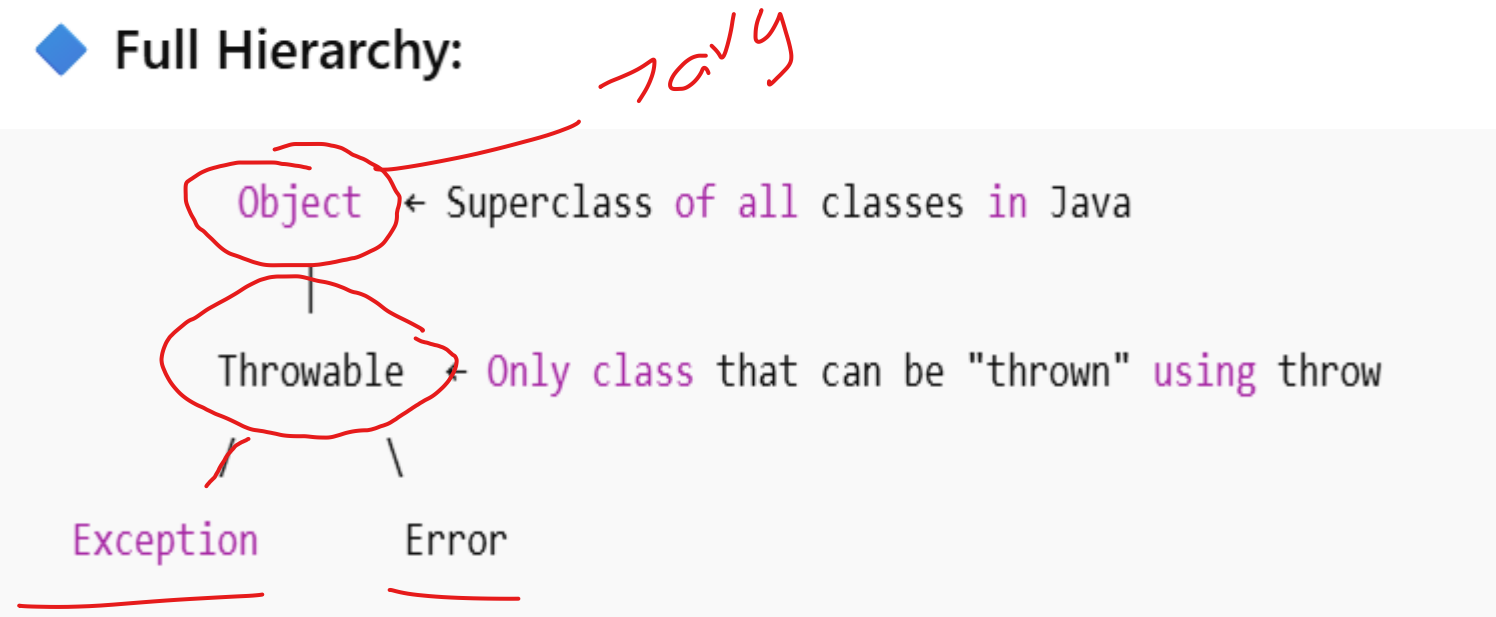 Full Hierarchy:
Object ← Superclass of all classes in Java
|
Throwable ← Only class that can be "thrown" using throw
/ \
Exception Error